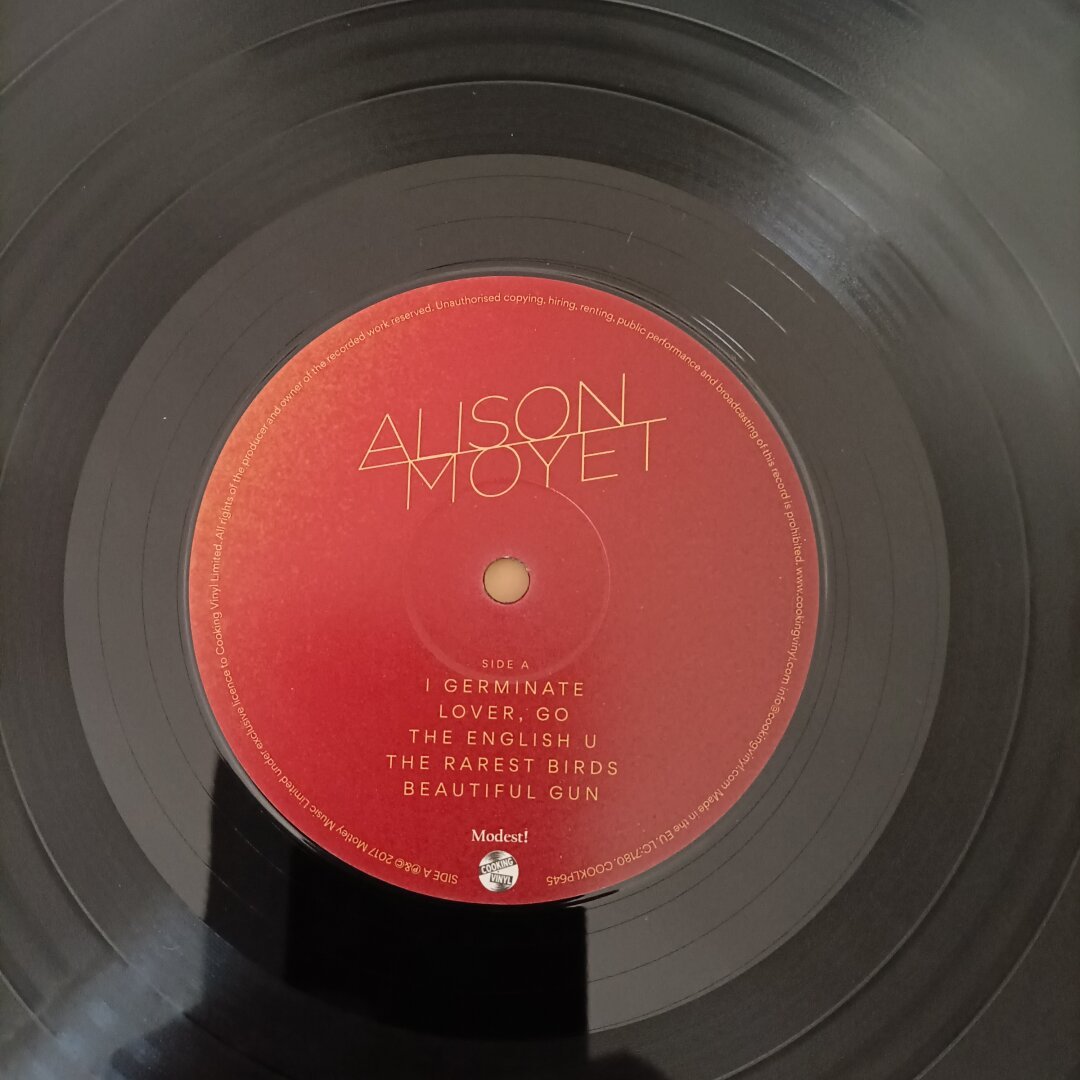 ALISON
MOYET
SIDE A
I GERMINATE
LOVER, GO
THE ENGLISH U
THE RAREST BIRDS
BEAUTIFUL GUN
Modest!
COOKING
VINYL
SIDE A ℗&© 2017 Motley Music Limited under exclusive licence to Cooking Vinyl Limited. All rights of the producer and owner of the recorded work reserved. Unauthorised copying, hiring, renting, public performance and broadcasting of this record is prohibited. www.cookingvinyl.com info@cookingvinyl.com Made in the EU. LC:7180. COOKLP645